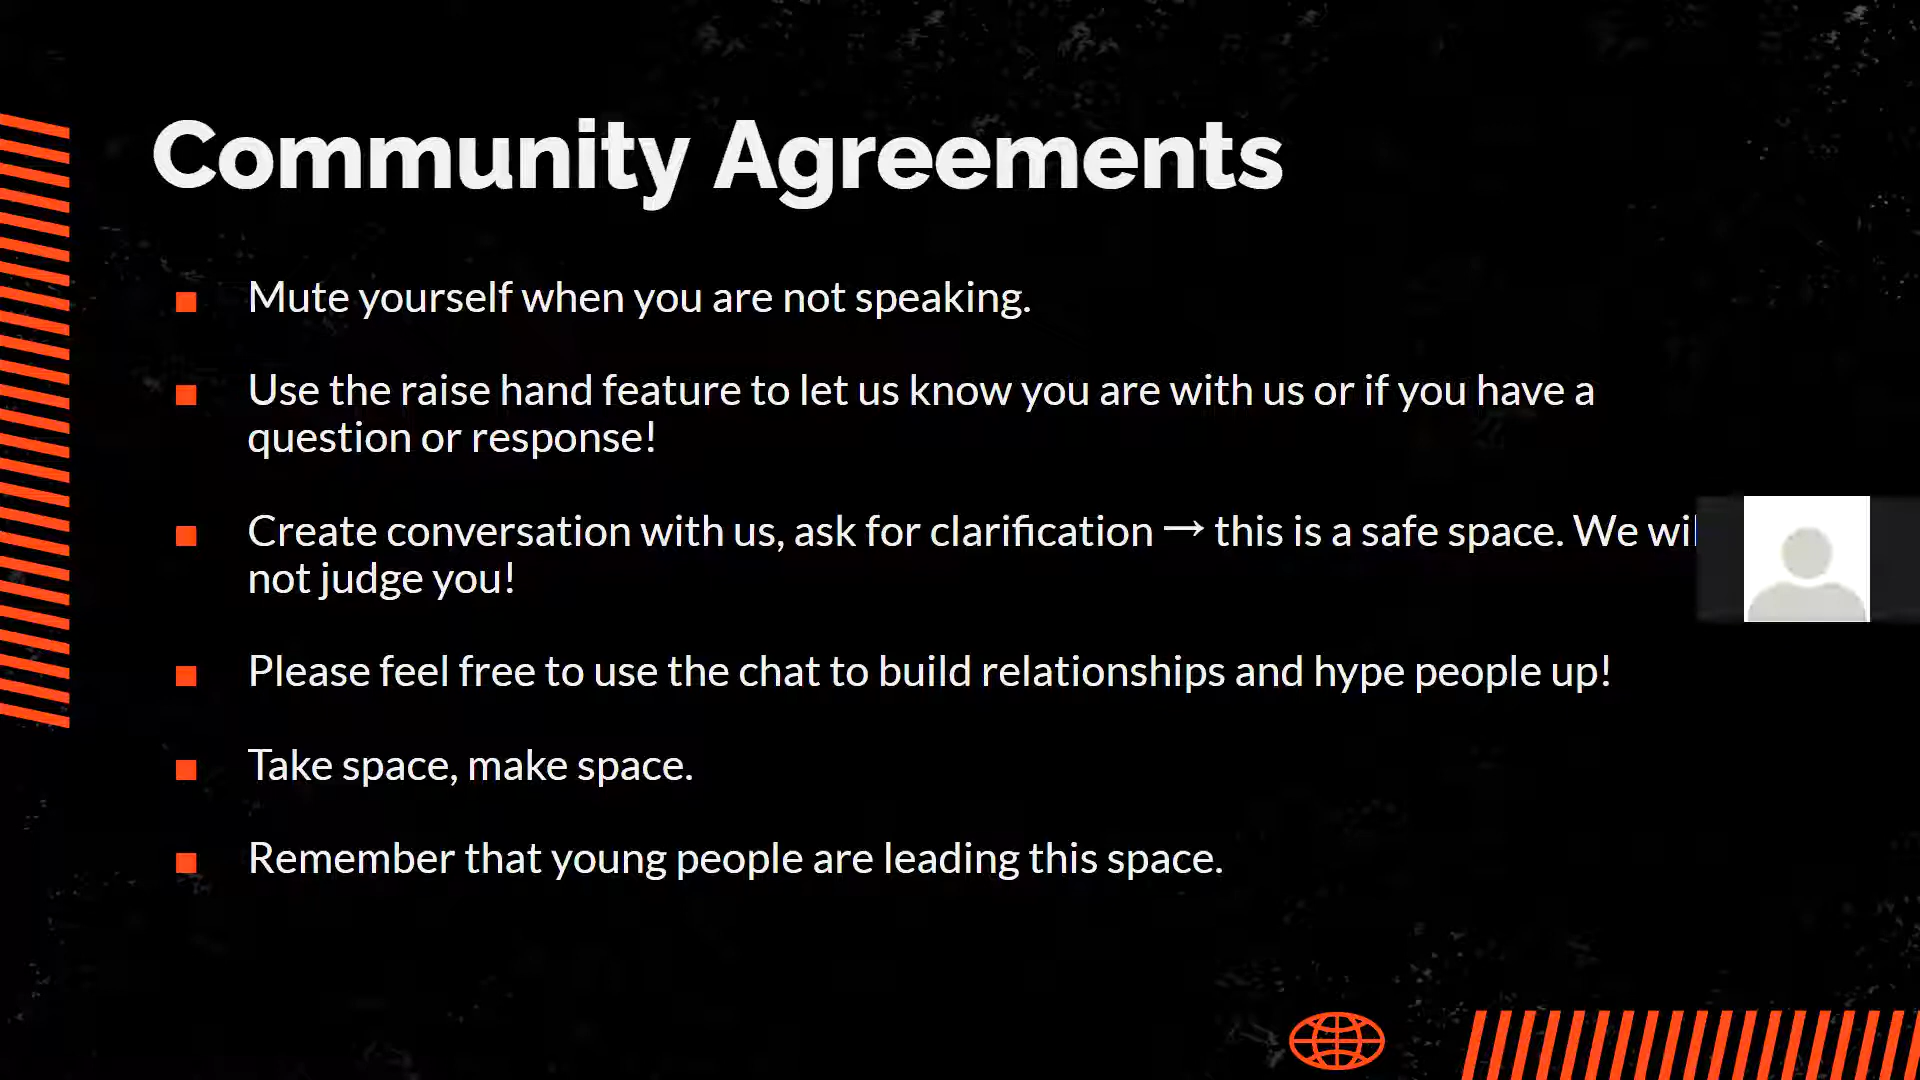 Community Agreements
Mute yourself when you are not speaking.
Use the raise hand feature to let us know you are with us or if you have a
question or response!
Create conversation with us, ask for clarification → this is a safe space. We
not judge you!
Please feel free to use the chat to build relationships and hype people up!
Take space, make space.
Remember that young people are leading this space.